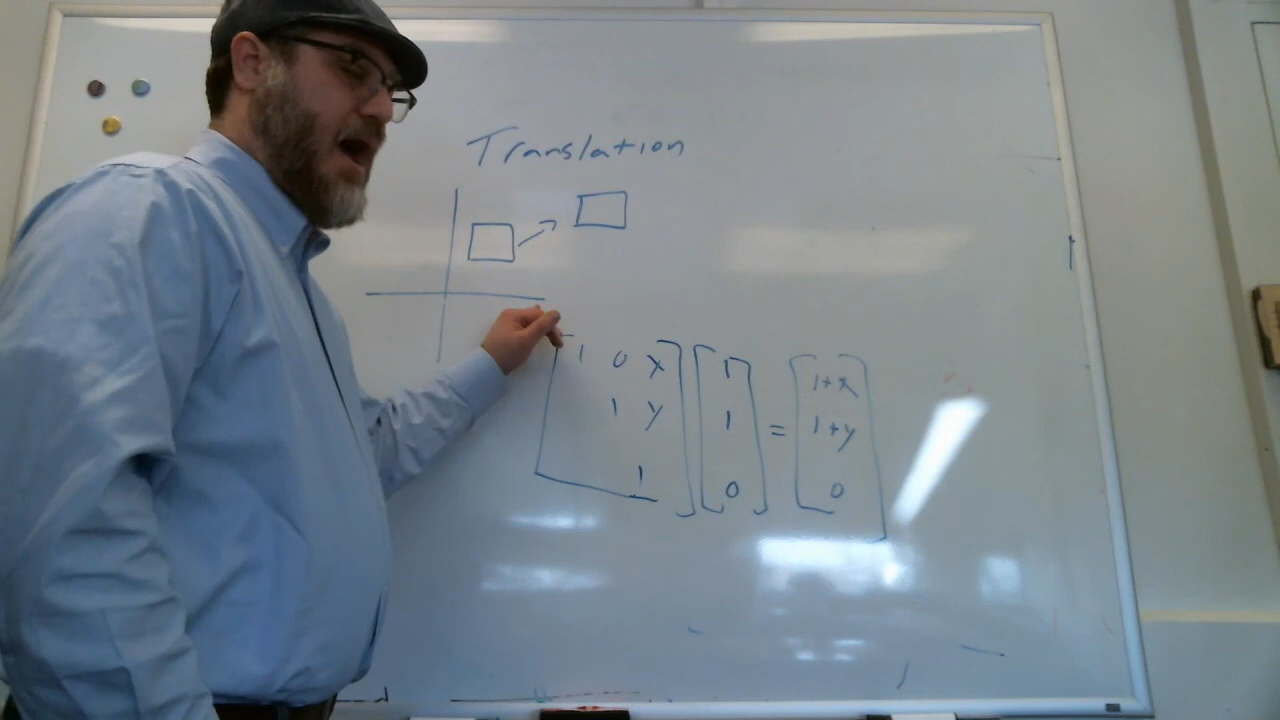 Translation
1 0 x 1 1+x
1 y 1 = 1+y
1 0 0